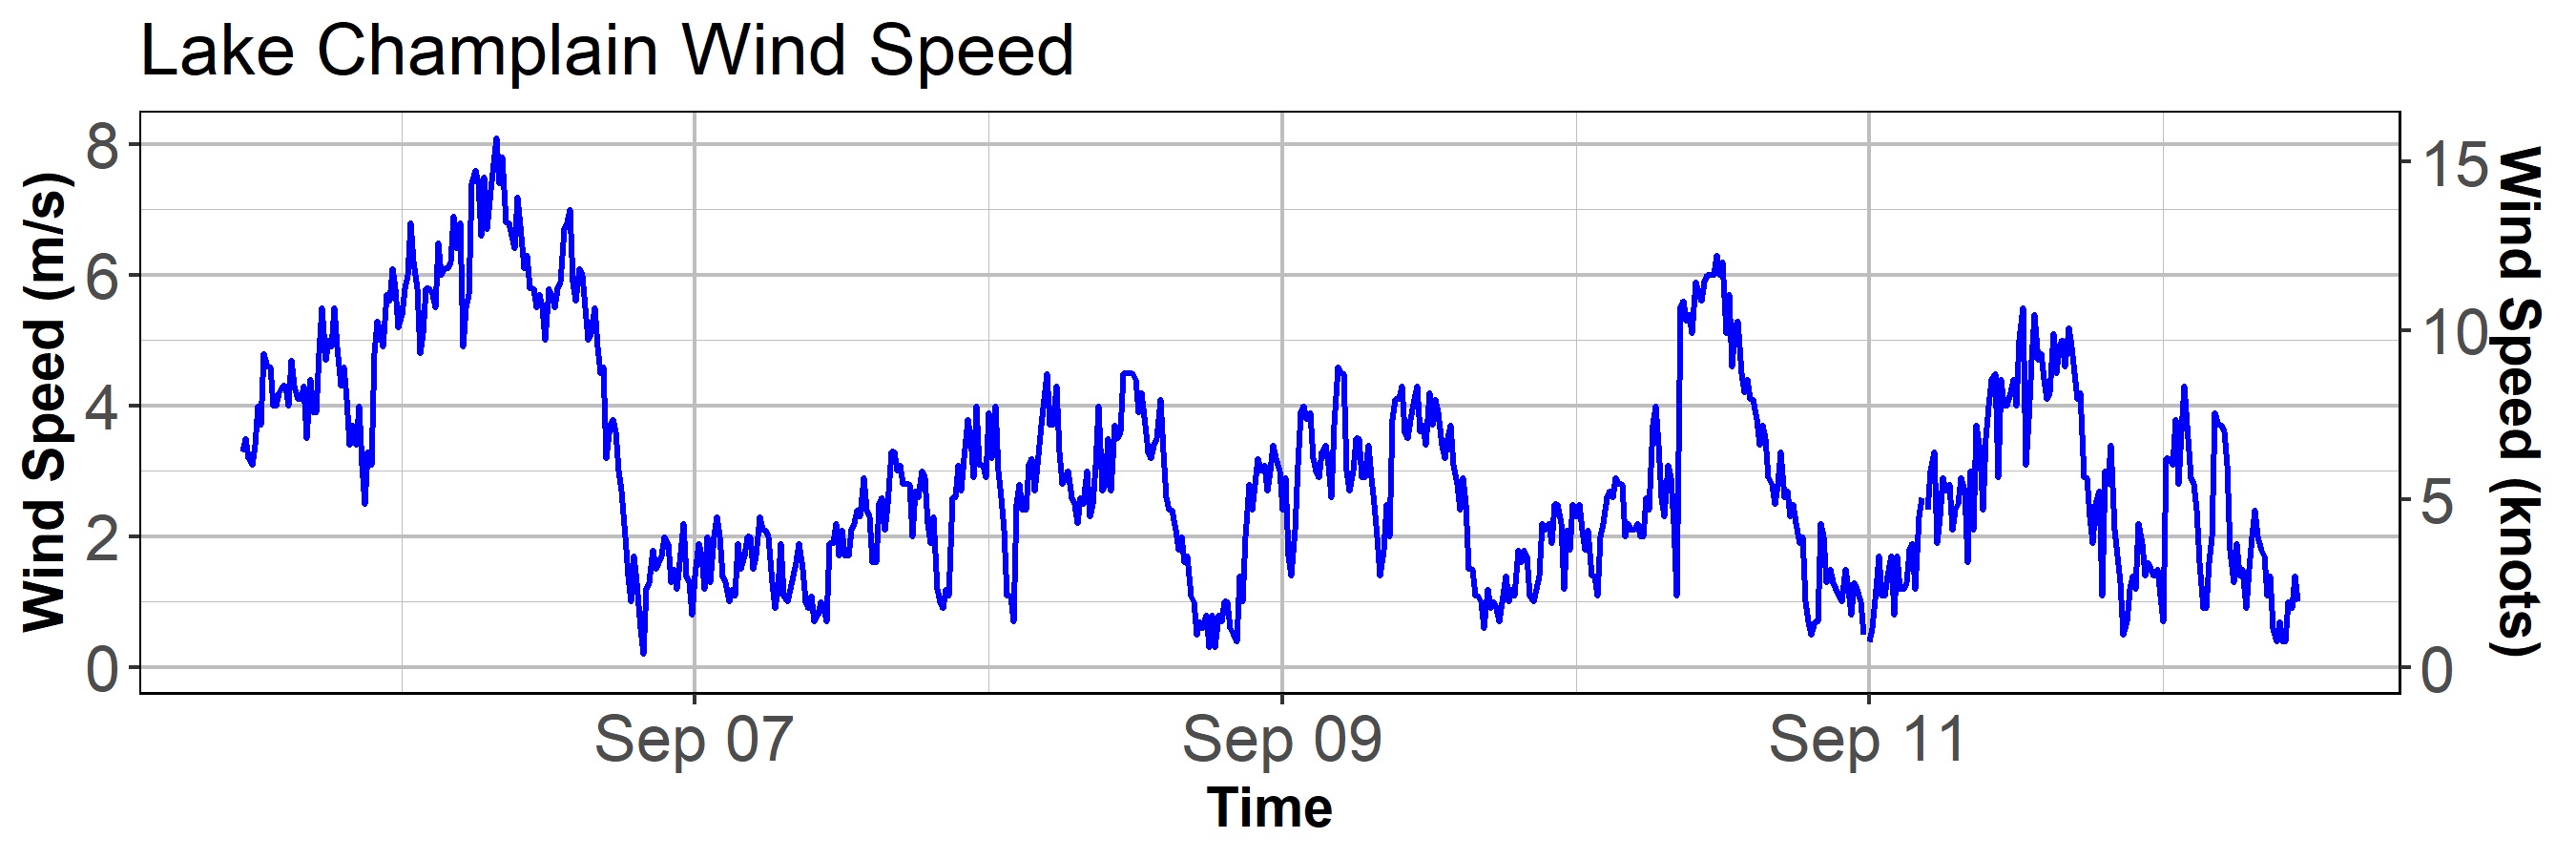 Lake Champlain Wind Speed
Wind Speed (m/s)
8
6
4
2
0
15
10
5
0
Wind Speed (knots)
Sep 07
Sep 09
Sep 11
Time